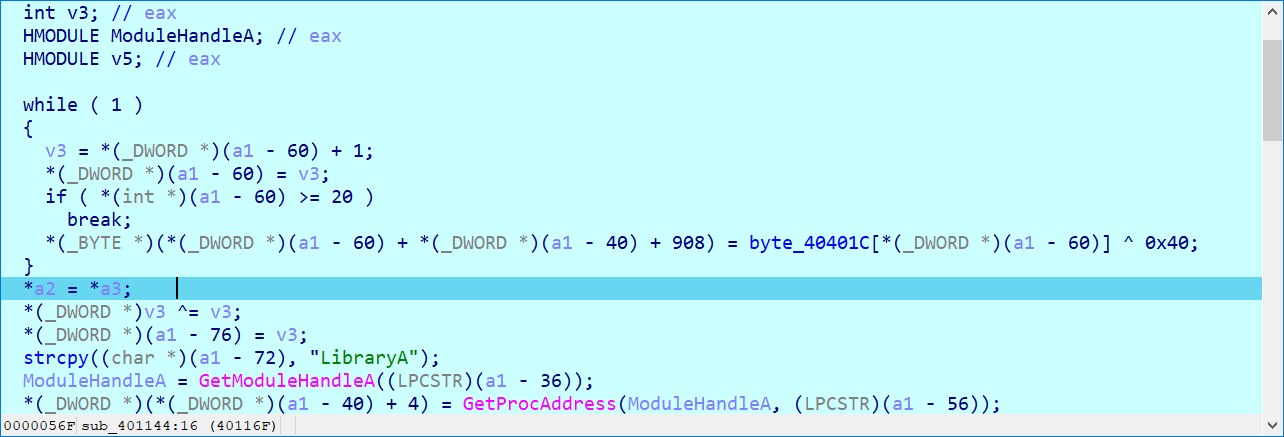 int v3; // eax
HMODULE ModuleHandleA; // eax
HMODULE v5; // eax
while ( 1 )
{
v3 = *(_DWORD *)(a1 - 60) + 1;
*(_DWORD *)(a1 - 60) = v3;
if ( *(int *)(a1 - 60) >= 20 )
break;
*(_BYTE *)(*(_DWORD *)(a1 - 60) + *(_DWORD *)(a1 - 40) + 908) = byte_40401C[*(_DWORD *)(a1 - 60)] ^ 0x40;
}
*a2 = *a3;
*(_DWORD *)v3 ^= v3;
*(_DWORD *)(a1 - 76) = v3;
strcpy((char *)(a1 - 72), "LibraryA");
ModuleHandleA = GetModuleHandleA((LPCSTR)(a1 - 36));
*(_DWORD *)(*(_DWORD *)(a1 - 40) + 4) = GetProcAddress(ModuleHandleA, (LPCSTR)(a1 - 56));
0000056F sub_401144:16 (40116F)